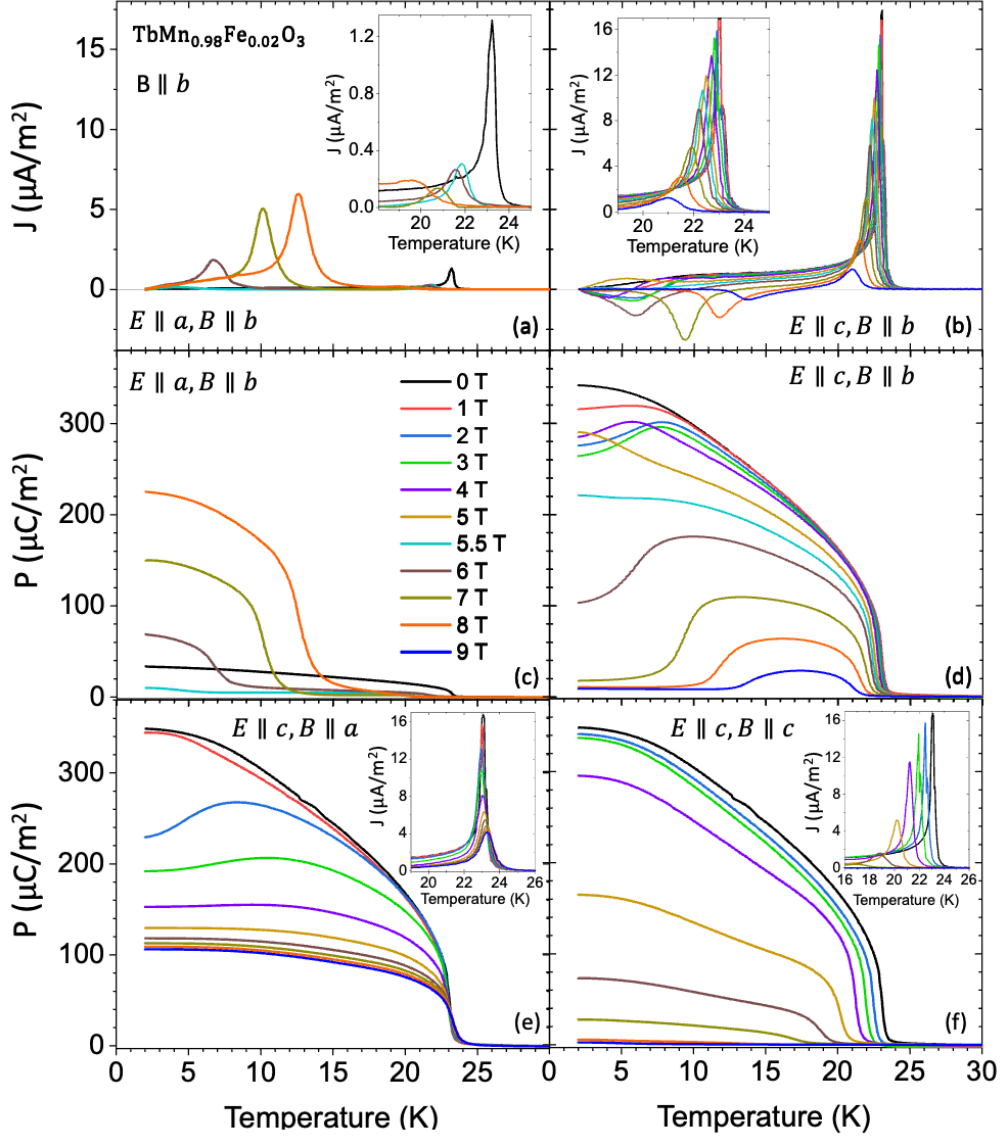 TbMn0.98Fe0.02O3
B ∥ b
J (μA/m²)
15
10
5
0
1.2
0.9
0.6
0.3
0.0
20 22 24
Temperature (K)
J (μA/m²)
E ∥ a, B ∥ b
(a)
16
12
8
4
0
20 22 24
Temperature (K)
J (μA/m²)
E ∥ c, B ∥ b
(b)
E ∥ a, B ∥ b
P (μC/m²)
300
200
100
0
0 T
1 T
2 T
3 T
4 T
5 T
5.5 T
6 T
7 T
8 T
9 T
(c)
E ∥ c, B ∥ b
(d)
E ∥ c, B ∥ a
P (μC/m²)
300
200
100
0
16
12
8
4
0
20 22 24 26
Temperature (K)
J (μA/m²)
(e)
0 5 10 15 20 25
Temperature (K)
E ∥ c, B ∥ c
16
12
8
4
0
16 18 20 22 24 26
Temperature (K)
J (μA/m²)
(f)
5 10 15 20 25 30
Temperature (K)